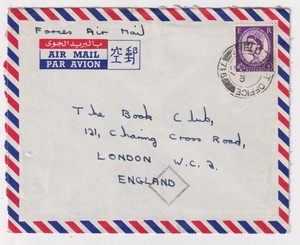 Forces Air Mail
بالبريد الجوى
AIR MAIL
PAR AVION
空郵
The Book Club,
121, Charing Cross Road,
LONDON W.C.2
ENGLAND